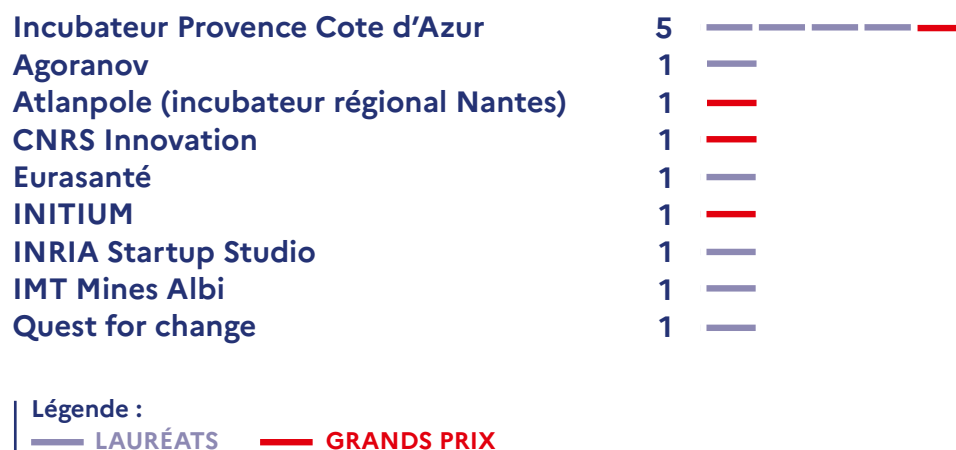 Incubateur Provence Cote d’Azur 5
Agoranov 1
Atlanpole (incubateur régional Nantes) 1
CNRS Innovation 1
Eurasanté 1
INITIUM 1
INRIA Startup Studio 1
IMT Mines Albi 1
Quest for change 1
Légende :
LAURÉATS GRANDS PRIX